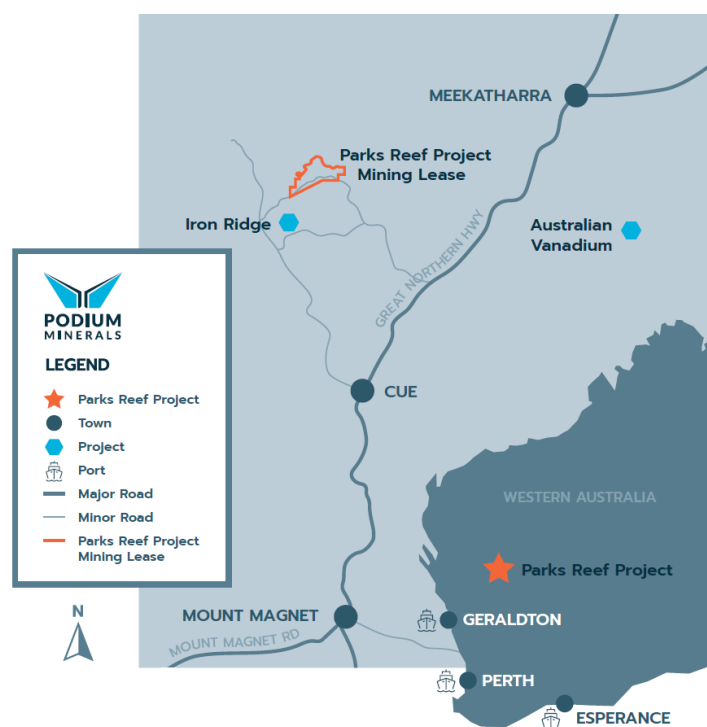 MEEKATHARRA
Parks Reef Project
Mining Lease
Iron Ridge
Australian
Vanadium
GREAT NORTHERN HWY
PODIUM
MINERALS
LEGEND
Parks Reef Project
Town
Project
Port
Major Road
Minor Road
Parks Reef Project
Mining Lease
CUE
WESTERN AUSTRALIA
Parks Reef Project
N
MOUNT MAGNET
MOUNT MAGNET RD
GERALDTON
PERTH
ESPERANCE